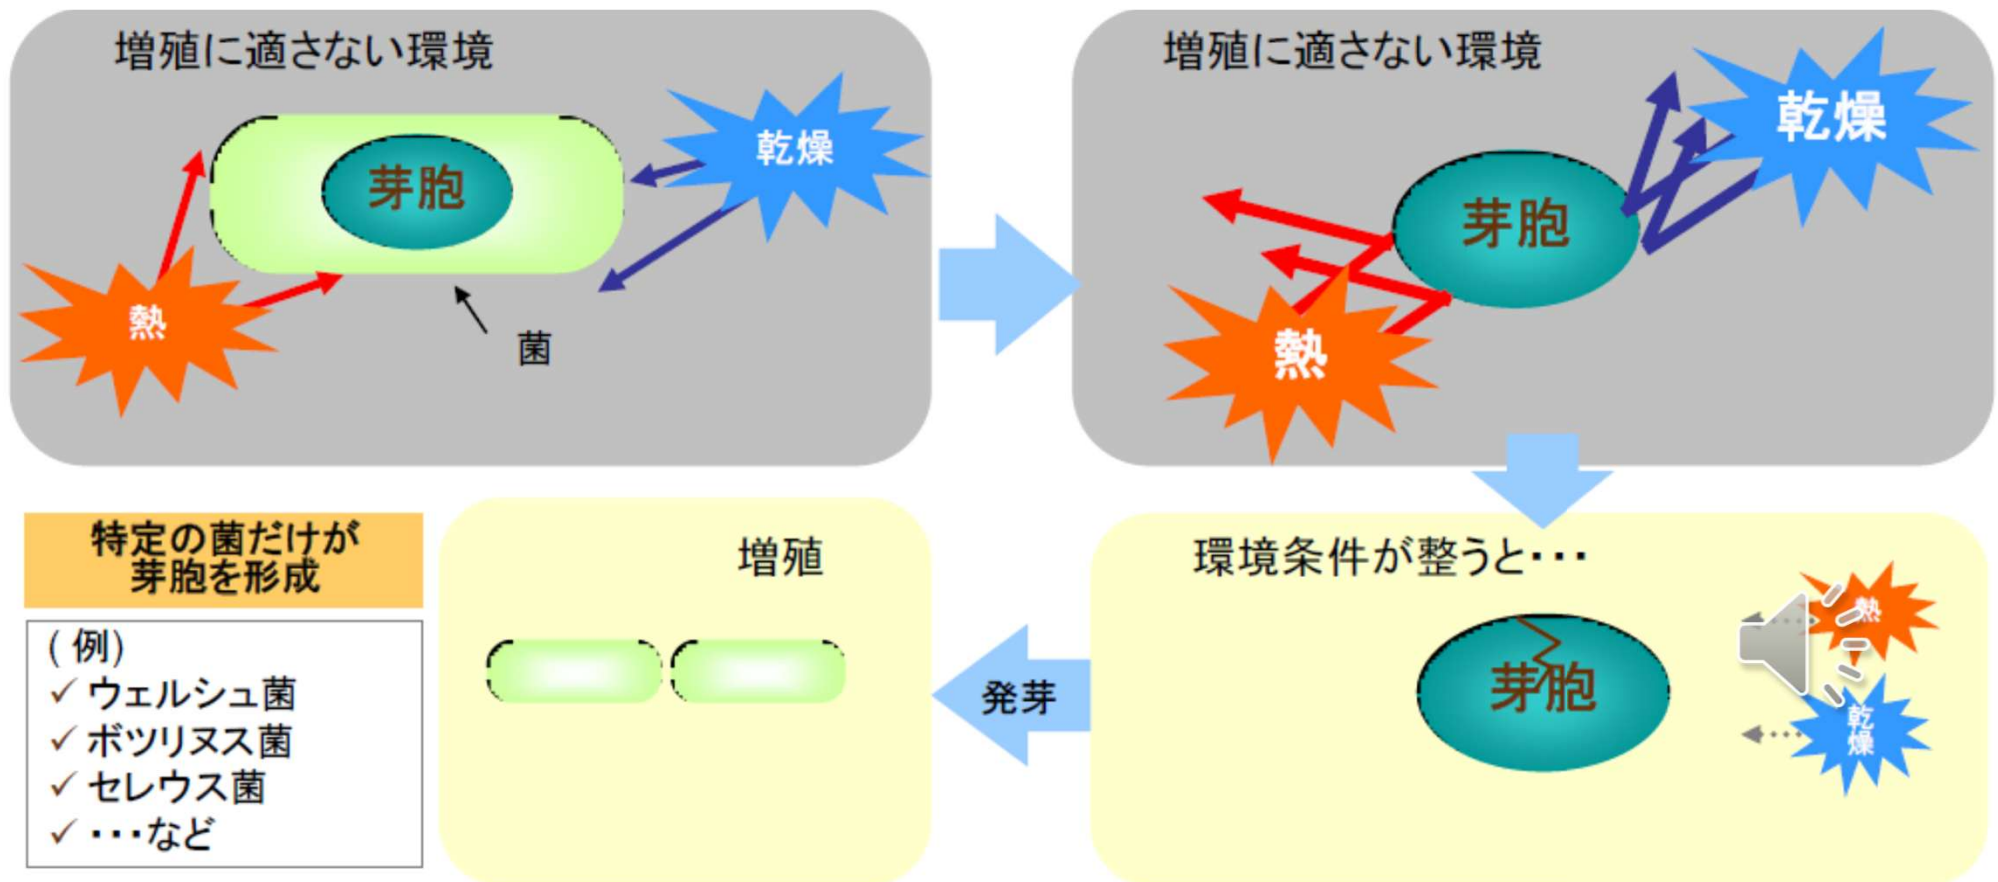 増殖に適さない環境
芽胞
乾燥
熱
菌
増殖に適さない環境
乾燥
芽胞
熱
環境条件が整うと・・・
熱
芽胞
乾燥
発芽
増殖
特定の菌だけが
芽胞を形成
(例)
✓ ウェルシュ菌
✓ ボツリヌス菌
✓ セレウス菌
✓ ・・・など